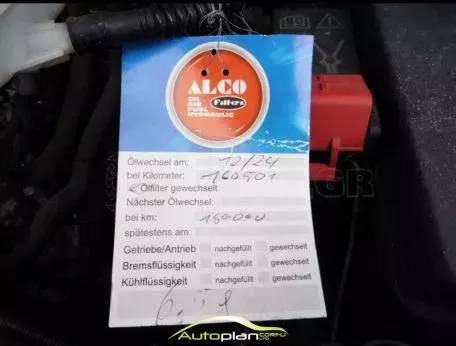 ALCO
Filters
OIL
AIR
FUEL
HYDRAULIC
Ölwechsel am: 12/24
bei Kilometer: 160501
Ölfilter gewechselt
Nächster Ölwechsel:
bei km: 180000
spätestens am:
Getriebe/Antrieb nachgefüllt gewechselt
Bremsflüssigkeit nachgefüllt gewechselt
Kühlflüssigkeit nachgefüllt gewechselt
GR
Autoplan